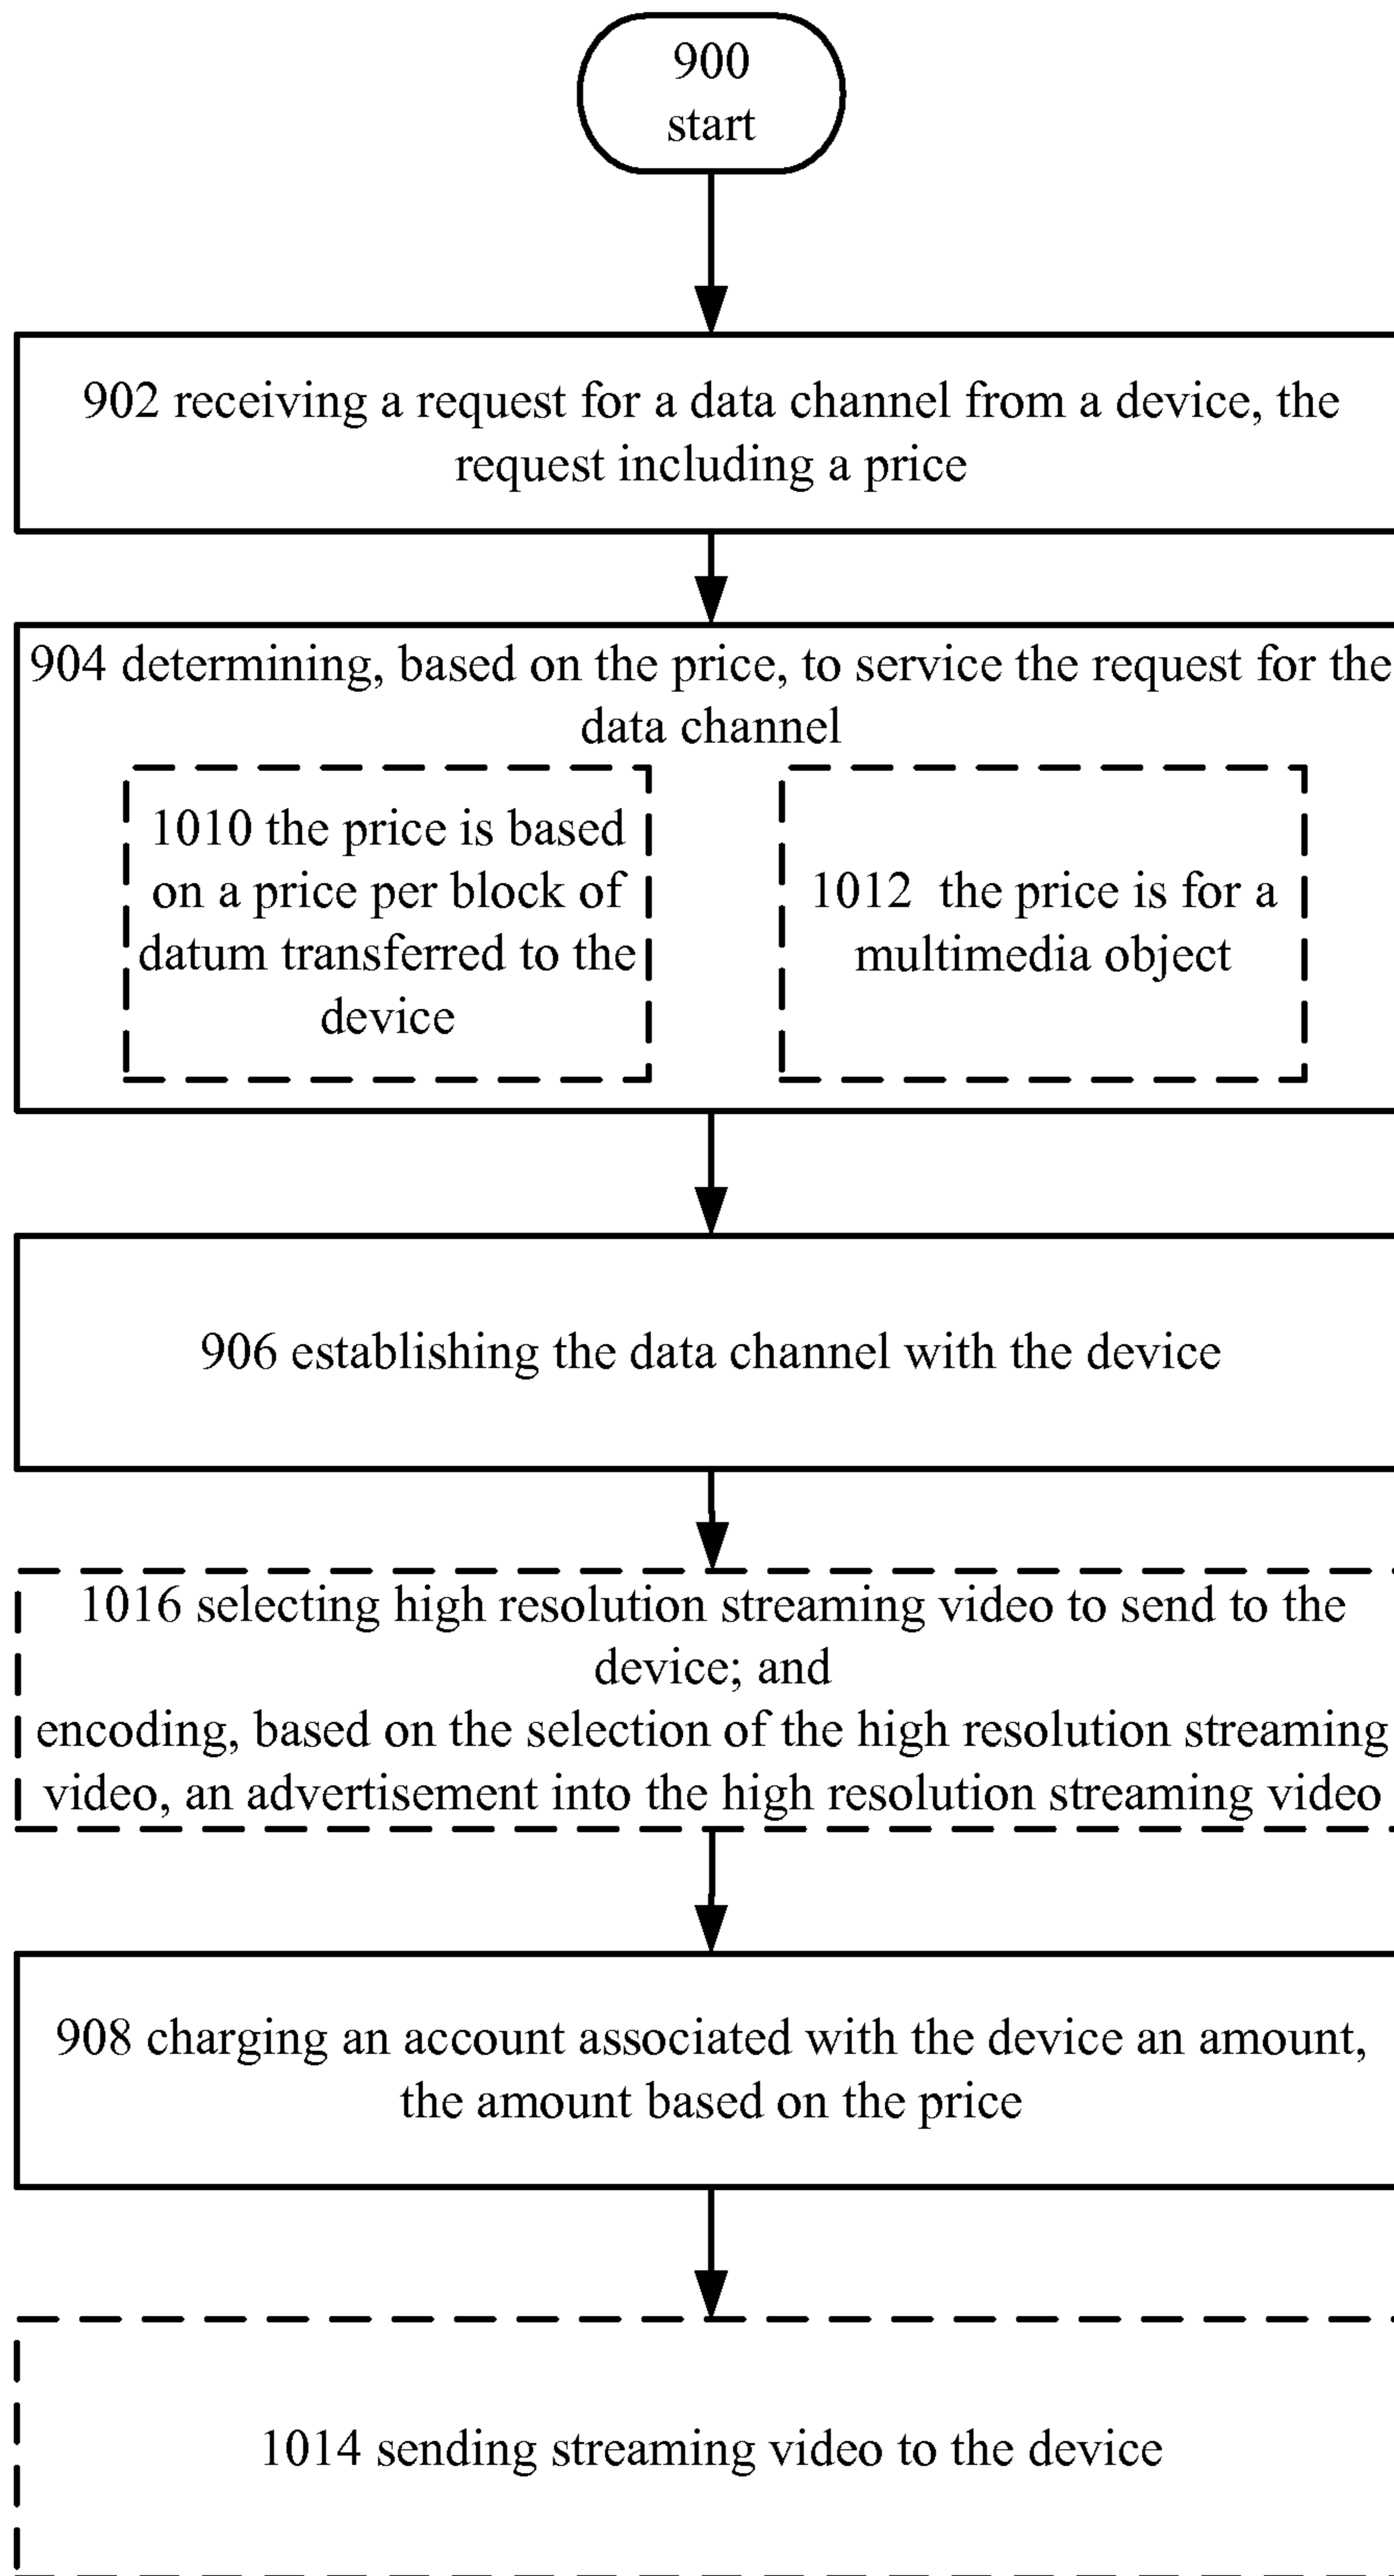 900
start
902 receiving a request for a data channel from a device, the
request including a price
904 determining, based on the price, to service the request for the
data channel
1010 the price is based
on a price per block of
datum transferred to the
device
1012 the price is for a
multimedia object
906 establishing the data channel with the device
1016 selecting high resolution streaming video to send to the
device; and
encoding, based on the selection of the high resolution streaming
video, an advertisement into the high resolution streaming video
908 charging an account associated with the device an amount,
the amount based on the price
1014 sending streaming video to the device